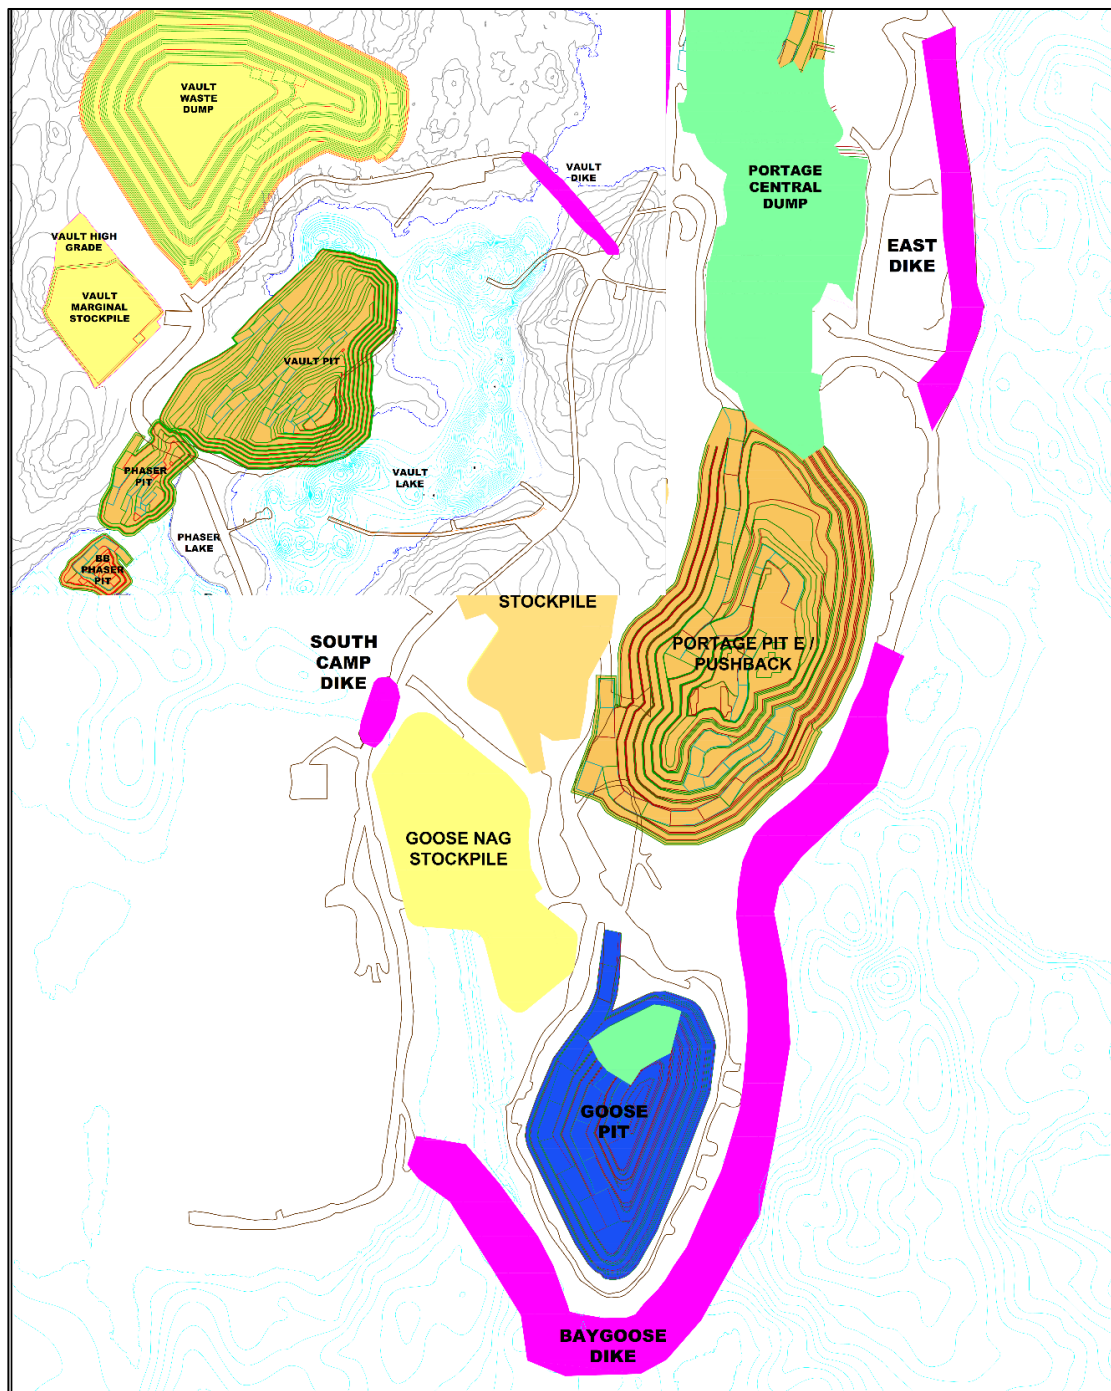 VAULT
WASTE
DUMP
VAULT
DIKE
PORTAGE
CENTRAL
DUMP
VAULT HIGH
GRADE
EAST
DIKE
VAULT
MARGINAL
STOCKPILE
VAULT PIT
PHASER
PIT
VAULT
LAKE
PHASER
LAKE
BB
PHASER
PIT
STOCKPILE
SOUTH
CAMP
DIKE
PORTAGE PIT E /
PUSHBACK
GOOSE NAG
STOCKPILE
GOOSE
PIT
BAYGOOSE
DIKE